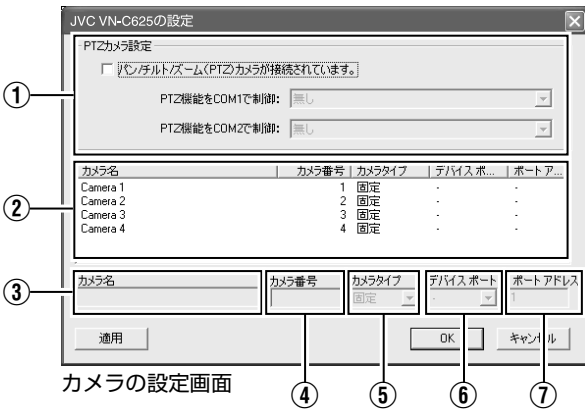 JVC VN-C625の設定
PTZカメラ設定
パン/チルト/ズーム(PTZ)カメラが接続されています。
①
PTZ機能をCOM1で制御: 無し
PTZ機能をCOM2で制御: 無し
カメラ名 カメラ番号 カメラタイプ デバイス ポ... ポート ア...
Camera 1 1 固定 - -
②
Camera 2 2 固定 - -
Camera 3 3 固定 - -
Camera 4 4 固定 - -
カメラ名 カメラ番号 カメラタイプ デバイス ポート ポート アドレス
③
固定 - 1
適用 OK キャンセル
カメラの設定画面
④ ⑤ ⑥ ⑦